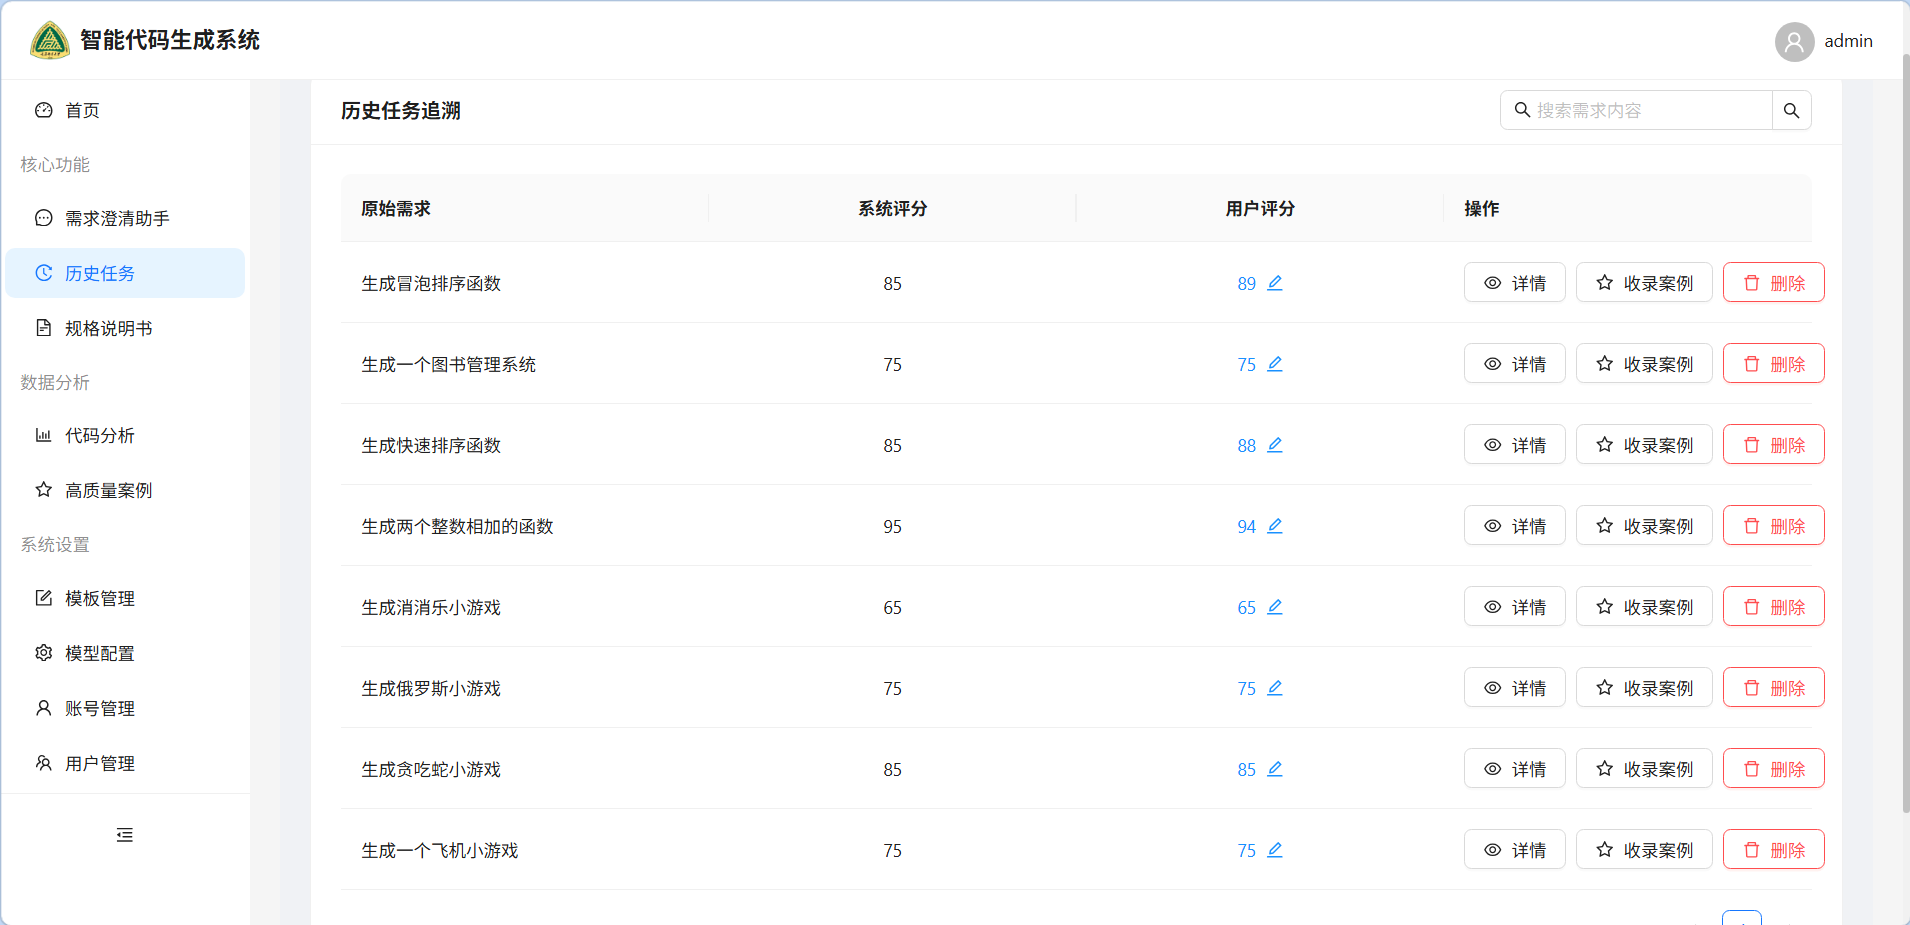 智能代码生成系统
admin
首页
核心功能
需求澄清助手
历史任务
规格说明书
数据分析
代码分析
高质量案例
系统设置
模板管理
模型配置
账号管理
用户管理
历史任务追溯
搜索需求内容
原始需求 系统评分 用户评分 操作
生成冒泡排序函数 85 89 详情 收录案例 删除
生成一个图书管理系统 75 75 详情 收录案例 删除
生成快速排序函数 85 88 详情 收录案例 删除
生成两个整数相加的函数 95 94 详情 收录案例 删除
生成消消乐小游戏 65 65 详情 收录案例 删除
生成俄罗斯小游戏 75 75 详情 收录案例 删除
生成贪吃蛇小游戏 85 85 详情 收录案例 删除
生成一个飞机小游戏 75 75 详情 收录案例 删除